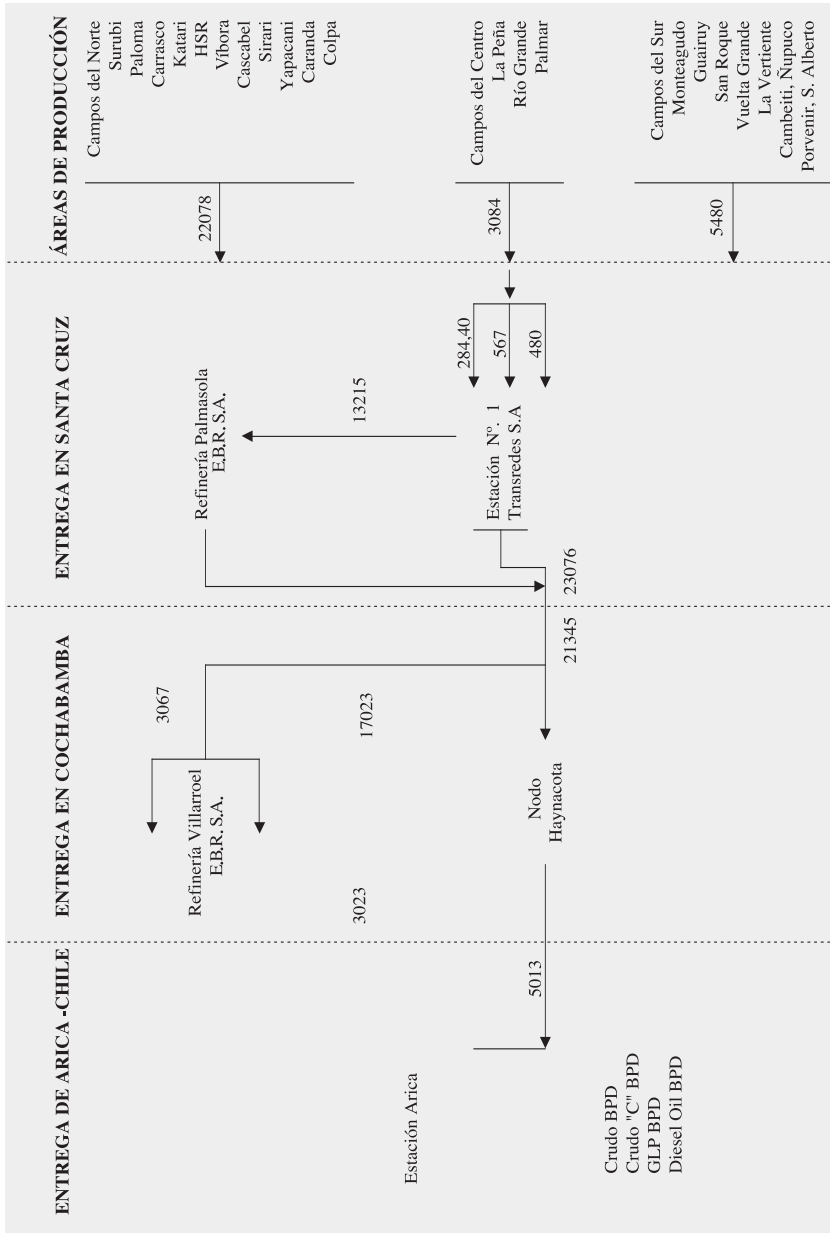 ENTREGA DE ARICA -CHILE
ENTREGA EN COCHABAMBA
ENTREGA EN SANTA CRUZ
ÁREAS DE PRODUCCIÓN
Estación Arica
Crudo BPD
Crudo "C" BPD
GLP BPD
Diesel Oil BPD
5013
Refinería Villarroel
E.B.R. S.A.
3067
17023
3023
Nodo
Haynacota
21345
Refinería Palmasola
E.B.R. S.A.
13215
Estación Nº. 1
Transredes S.A
23076
284,40
567
480
22078
Campos del Norte
Surubi
Paloma
Carrasco
Katari
HSR
Víbora
Cascabel
Sirari
Yapacani
Caranda
Colpa
3084
Campos del Centro
La Peña
Río Grande
Palmar
5480
Campos del Sur
Monteagudo
Guairuy
San Roque
Vuelta Grande
La Vertiente
Cambeiti, Ñupuco
Porvenir, S. Alberto